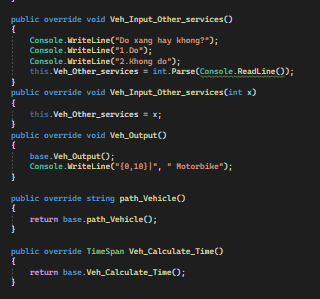 public override void Veh_Input_Other_services()
{
Console.WriteLine("Do xang hay khong?");
Console.WriteLine("1.Do");
Console.WriteLine("2.Khong do");
this.Veh_Other_services = int.Parse(Console.ReadLine());
}
public override void Veh_Input_Other_services(int x)
{
this.Veh_Other_services = x;
}
public override void Veh_Output()
{
base.Veh_Output();
Console.WriteLine("{0,10}|", " Motorbike");
}
public override string path_Vehicle()
{
return base.path_Vehicle();
}
public override TimeSpan Veh_Calculate_Time()
{
return base.Veh_Calculate_Time();
}